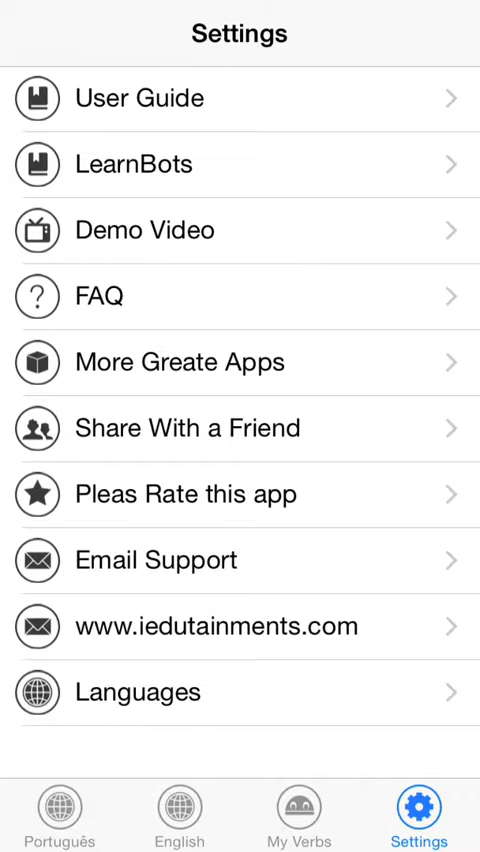 Settings
User Guide
LearnBots
Demo Video
FAQ
More Greate Apps
Share With a Friend
Pleas Rate this app
Email Support
www.iedutainments.com
Languages
Português English My Verbs Settings